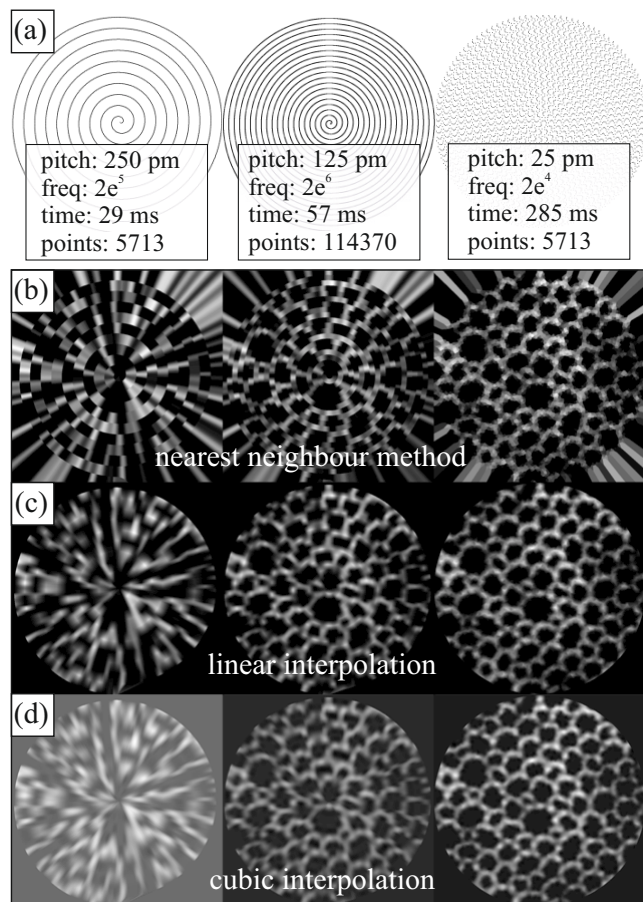 (a)
pitch: 250 pm
freq: 2e⁵
time: 29 ms
points: 5713
pitch: 125 pm
freq: 2e⁶
time: 57 ms
points: 114370
pitch: 25 pm
freq: 2e⁴
time: 285 ms
points: 5713
(b)
nearest neighbour method
(c)
linear interpolation
(d)
cubic interpolation